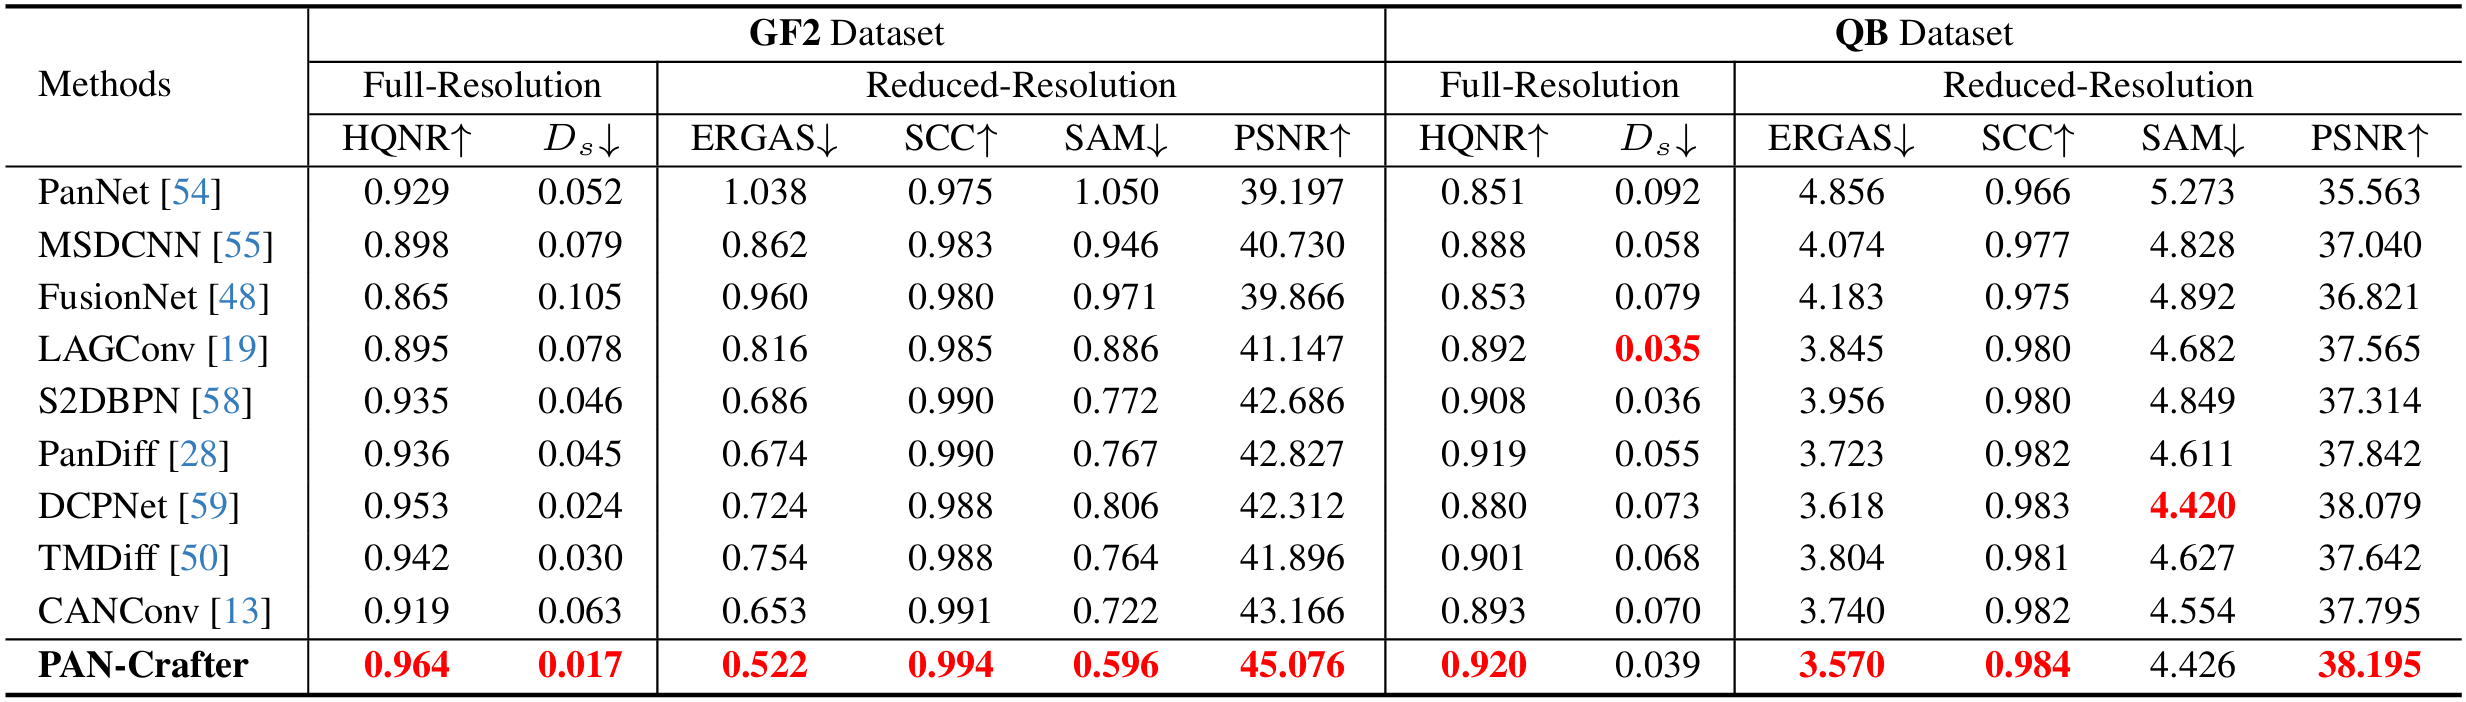 GF2 Dataset QB Dataset
Methods Full-Resolution Reduced-Resolution Full-Resolution Reduced-Resolution
HQNR↑ Ds↓ ERGAS↓ SCC↑ SAM↓ PSNR↑ HQNR↑ Ds↓ ERGAS↓ SCC↑ SAM↓ PSNR↑
PanNet [54] 0.929 0.052 1.038 0.975 1.050 39.197 0.851 0.092 4.856 0.966 5.273 35.563
MSDCNN [55] 0.898 0.079 0.862 0.983 0.946 40.730 0.888 0.058 4.074 0.977 4.828 37.040
FusionNet [48] 0.865 0.105 0.960 0.980 0.971 39.866 0.853 0.079 4.183 0.975 4.892 36.821
LAGConv [19] 0.895 0.078 0.816 0.985 0.886 41.147 0.892 0.035 3.845 0.980 4.682 37.565
S2DBPN [58] 0.935 0.046 0.686 0.990 0.772 42.686 0.908 0.036 3.956 0.980 4.849 37.314
PanDiff [28] 0.936 0.045 0.674 0.990 0.767 42.827 0.919 0.055 3.723 0.982 4.611 37.842
DCPNet [59] 0.953 0.024 0.724 0.988 0.806 42.312 0.880 0.073 3.618 0.983 4.420 38.079
TMDiff [50] 0.942 0.030 0.754 0.988 0.764 41.896 0.901 0.068 3.804 0.981 4.627 37.642
CANConv [13] 0.919 0.063 0.653 0.991 0.722 43.166 0.893 0.070 3.740 0.982 4.554 37.795
PAN-Crafter 0.964 0.017 0.522 0.994 0.596 45.076 0.920 0.039 3.570 0.984 4.426 38.195